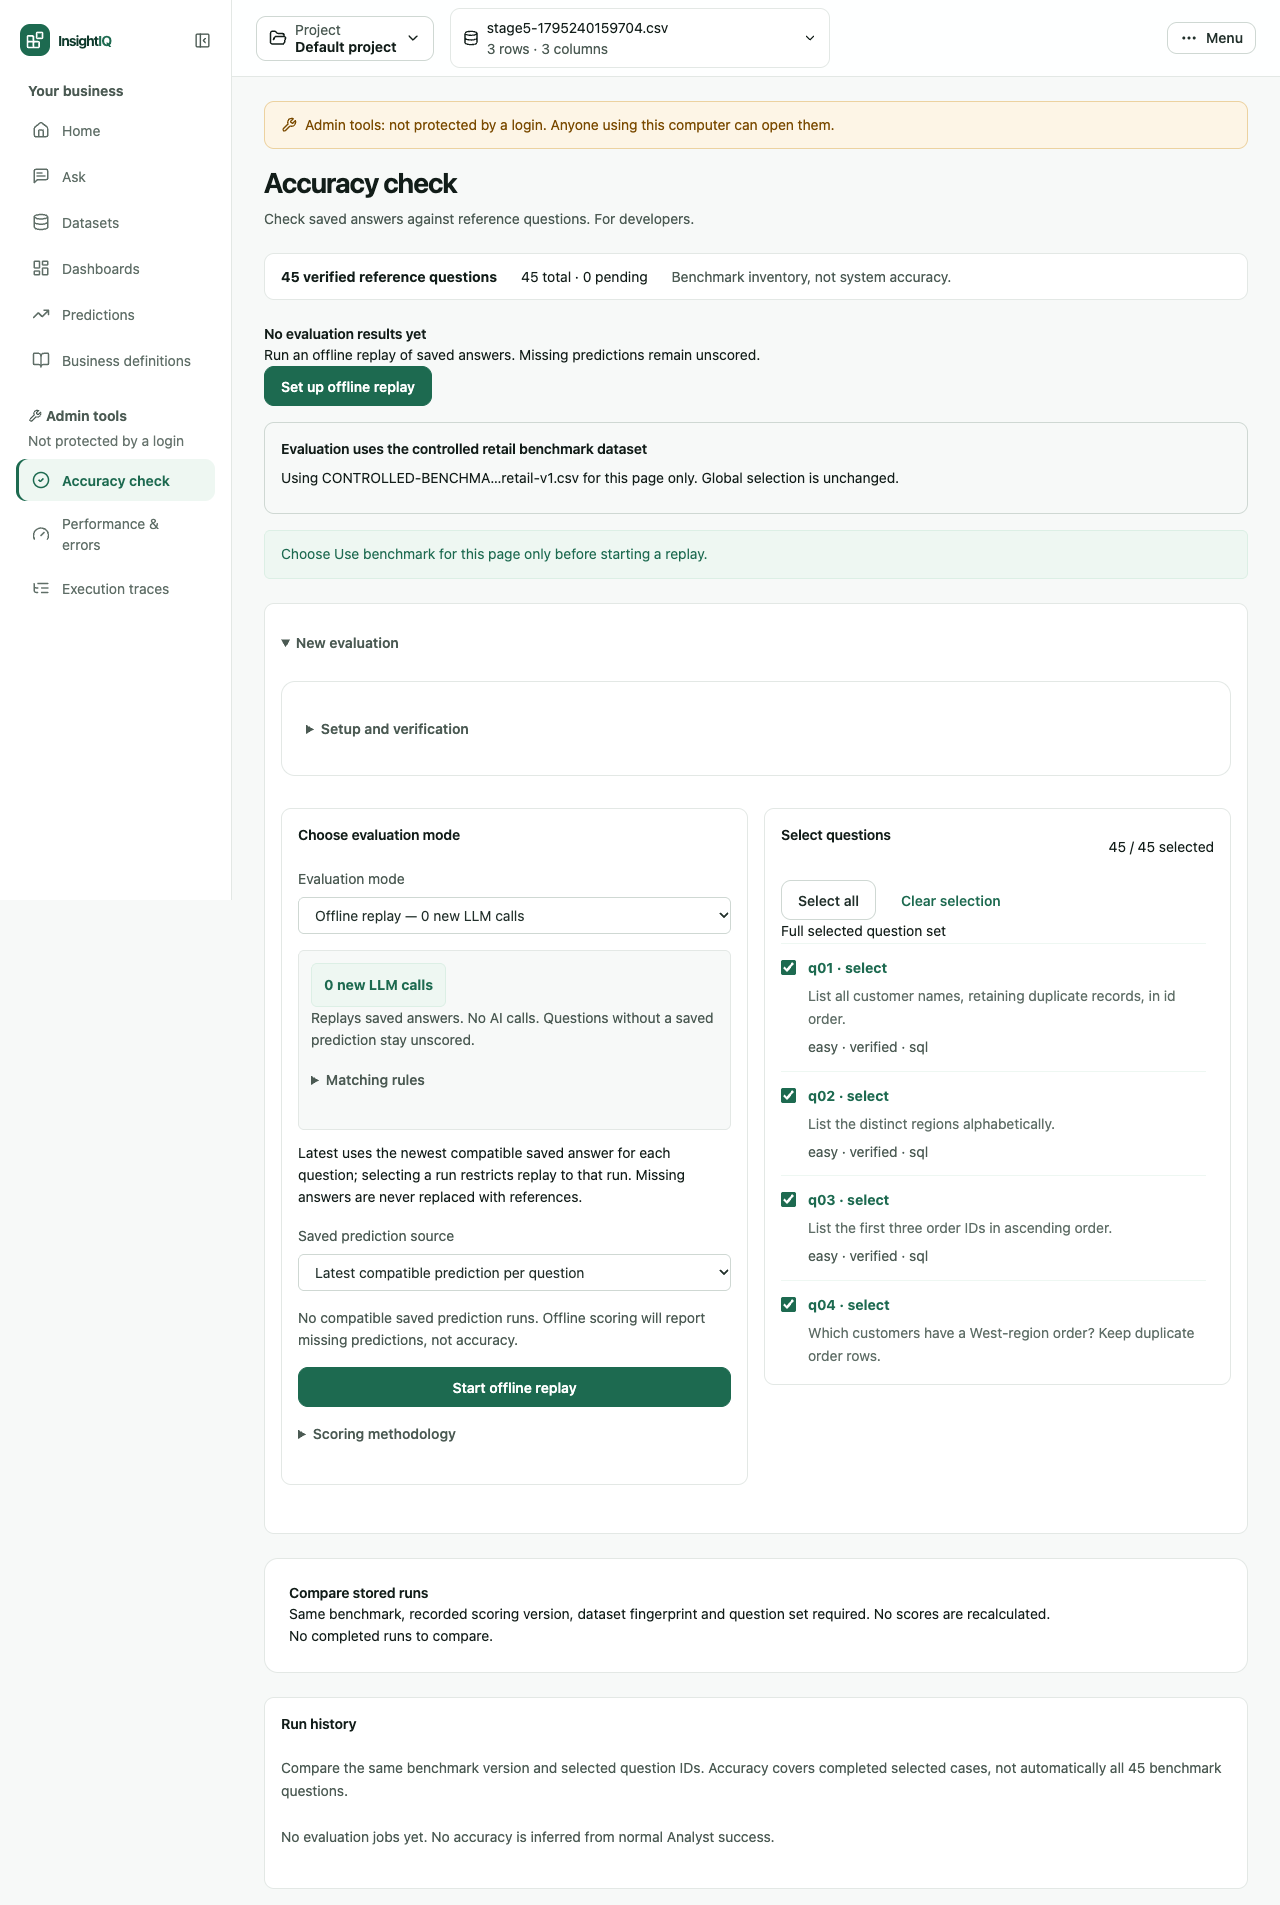 InsightIQ
Project
Default project
stage5-1795240159704.csv
3 rows · 3 columns
Menu
Your business
Home
Ask
Datasets
Dashboards
Predictions
Business definitions
Admin tools
Not protected by a login
Accuracy check
Performance &
errors
Execution traces
Admin tools: not protected by a login. Anyone using this computer can open them.
Accuracy check
Check saved answers against reference questions. For developers.
45 verified reference questions 45 total · 0 pending Benchmark inventory, not system accuracy.
No evaluation results yet
Run an offline replay of saved answers. Missing predictions remain unscored.
Set up offline replay
Evaluation uses the controlled retail benchmark dataset
Using CONTROLLED-BENCHMA...retail-v1.csv for this page only. Global selection is unchanged.
Choose Use benchmark for this page only before starting a replay.
New evaluation
Setup and verification
Choose evaluation mode
Evaluation mode
Offline replay — 0 new LLM calls
0 new LLM calls
Replays saved answers. No AI calls. Questions without a saved
prediction stay unscored.
Matching rules
Latest uses the newest compatible saved answer for each
question; selecting a run restricts replay to that run. Missing
answers are never replaced with references.
Saved prediction source
Latest compatible prediction per question
No compatible saved prediction runs. Offline scoring will report
missing predictions, not accuracy.
Start offline replay
Scoring methodology
Select questions
45 / 45 selected
Select all
Clear selection
Full selected question set
q01 · select
List all customer names, retaining duplicate records, in id
order.
easy · verified · sql
q02 · select
List the distinct regions alphabetically.
easy · verified · sql
q03 · select
List the first three order IDs in ascending order.
easy · verified · sql
q04 · select
Which customers have a West-region order? Keep duplicate
order rows.
Compare stored runs
Same benchmark, recorded scoring version, dataset fingerprint and question set required. No scores are recalculated.
No completed runs to compare.
Run history
Compare the same benchmark version and selected question IDs. Accuracy covers completed selected cases, not automatically all 45 benchmark
questions.
No evaluation jobs yet. No accuracy is inferred from normal Analyst success.